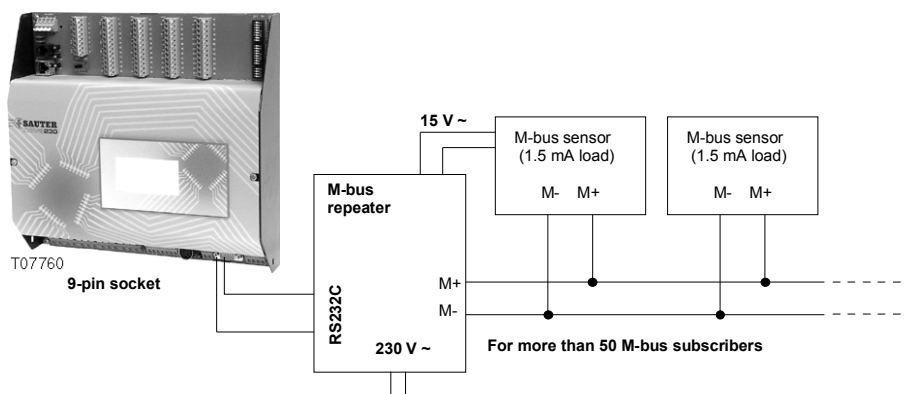 SAUTER
T07760
9-pin socket
15 V ~
M-bus
repeater
RS232C
230 V ~
M+
M-
M-bus sensor
(1.5 mA load)
M- M+
M-bus sensor
(1.5 mA load)
M- M+
For more than 50 M-bus subscribers